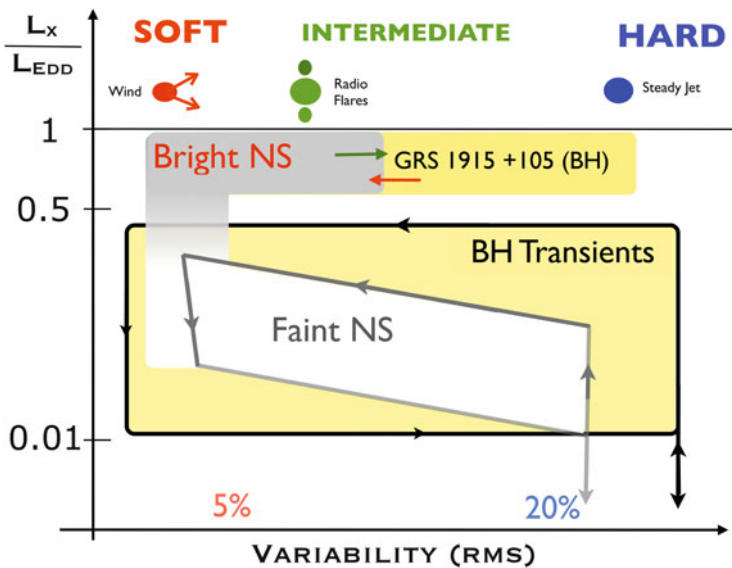 Lx
LEDD
SOFT
INTERMEDIATE
HARD
Wind
Radio
Flares
Steady Jet
1
Bright NS
GRS 1915 +105 (BH)
0.5
BH Transients
Faint NS
0.01
5%
20%
VARIABILITY (RMS)